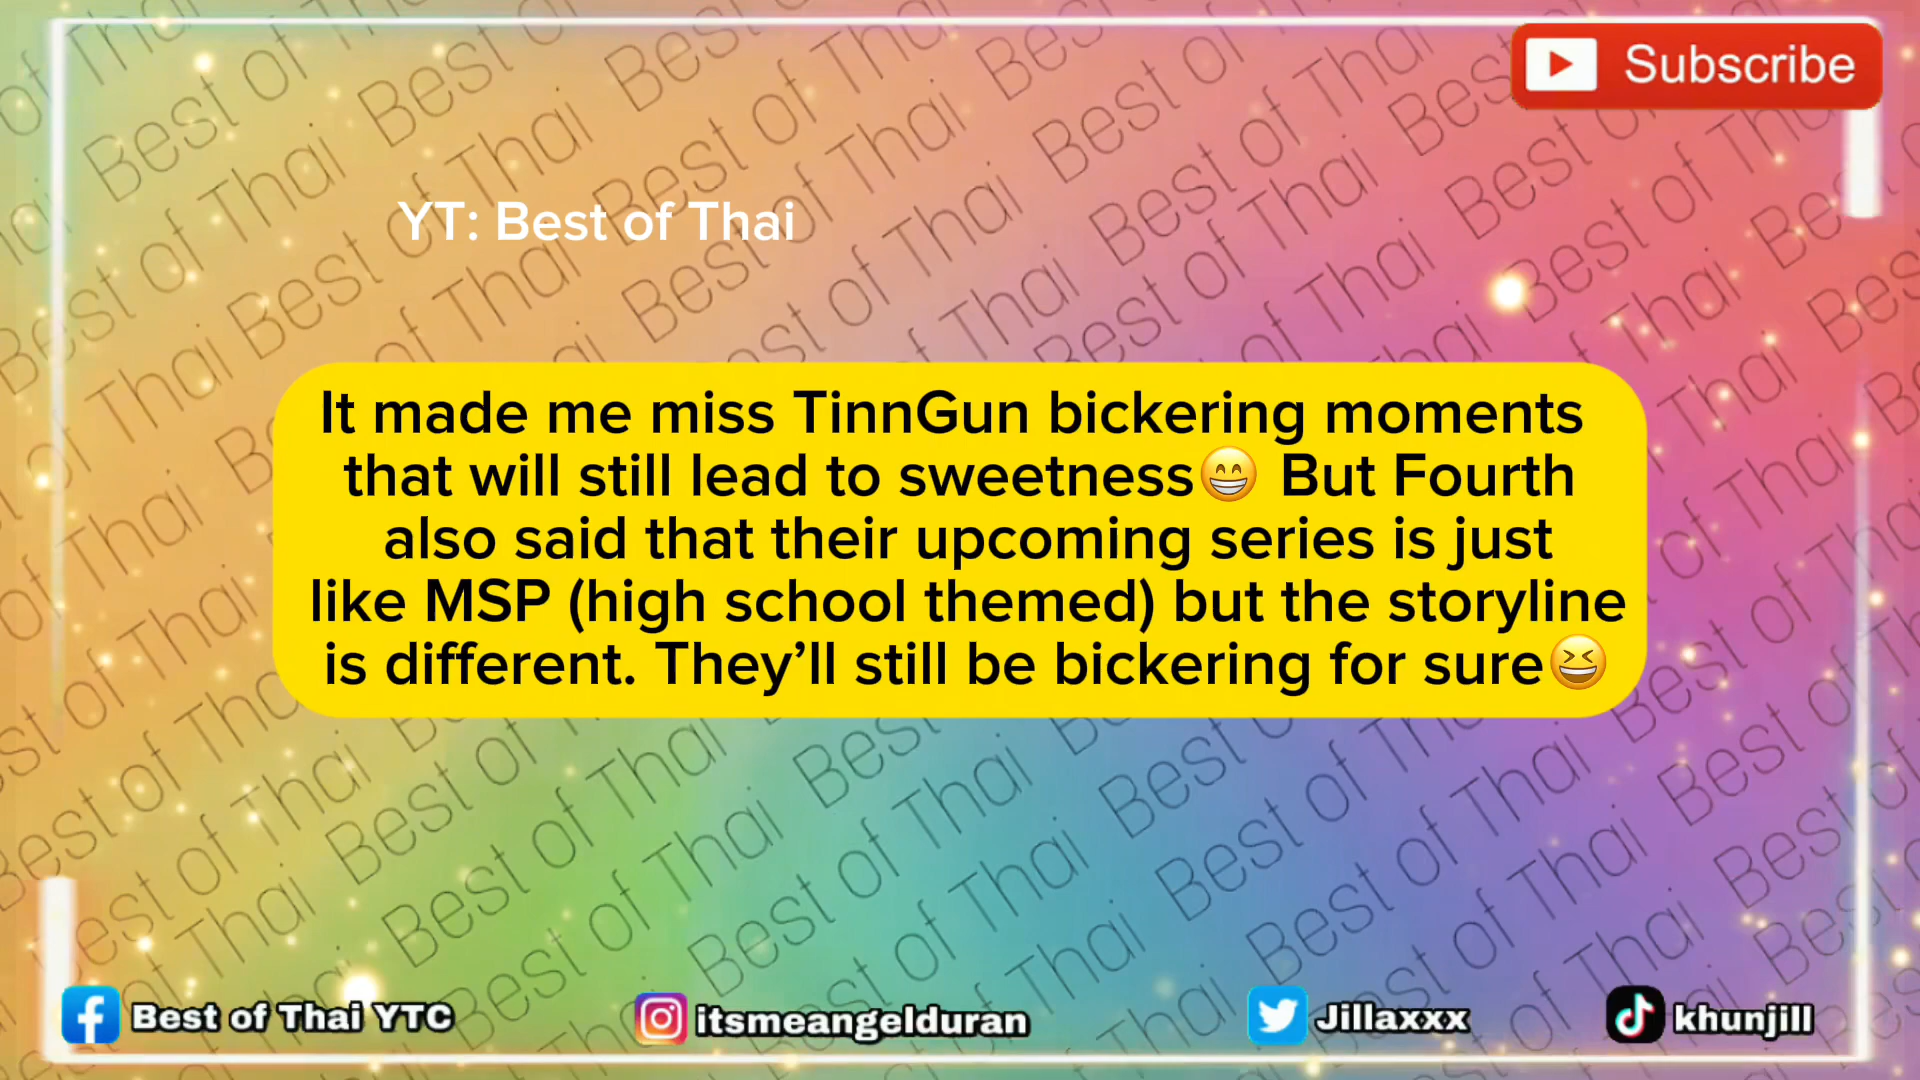 Subscribe
YT: Best of Thai
It made me miss TinnGun bickering moments
that will still lead to sweetness😁 But Fourth
also said that their upcoming series is just
like MSP (high school themed) but the storyline
is different. They’ll still be bickering for sure😆
Best of Thai YTC
itsmeangelduran
Jillaxxx
khunjill